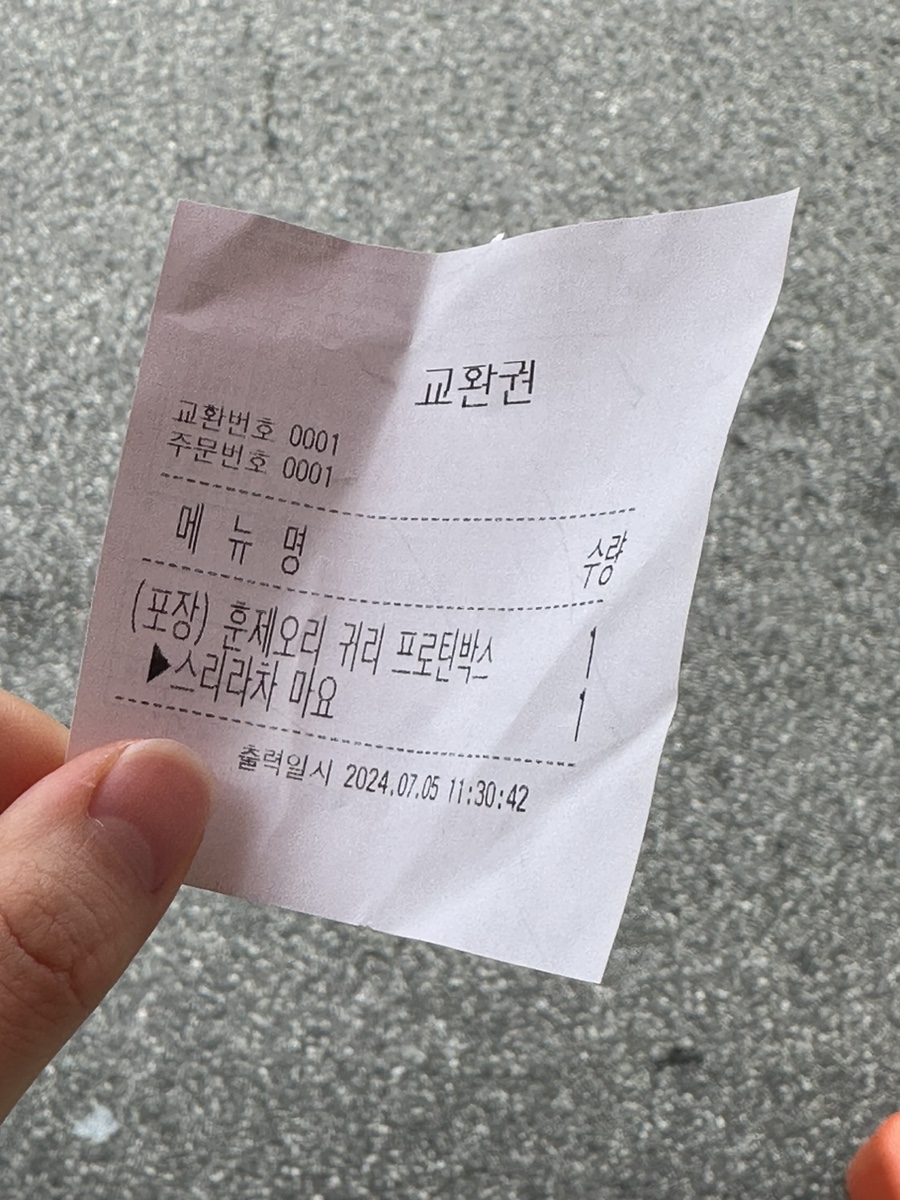 교환권
교환번호 0001
주문번호 0001
메 뉴 명 수량
(포장) 훈제오리 귀리 프로틴박스 1
▶스리라차 마요 1
출력일시 2024.07.05 11:30:42